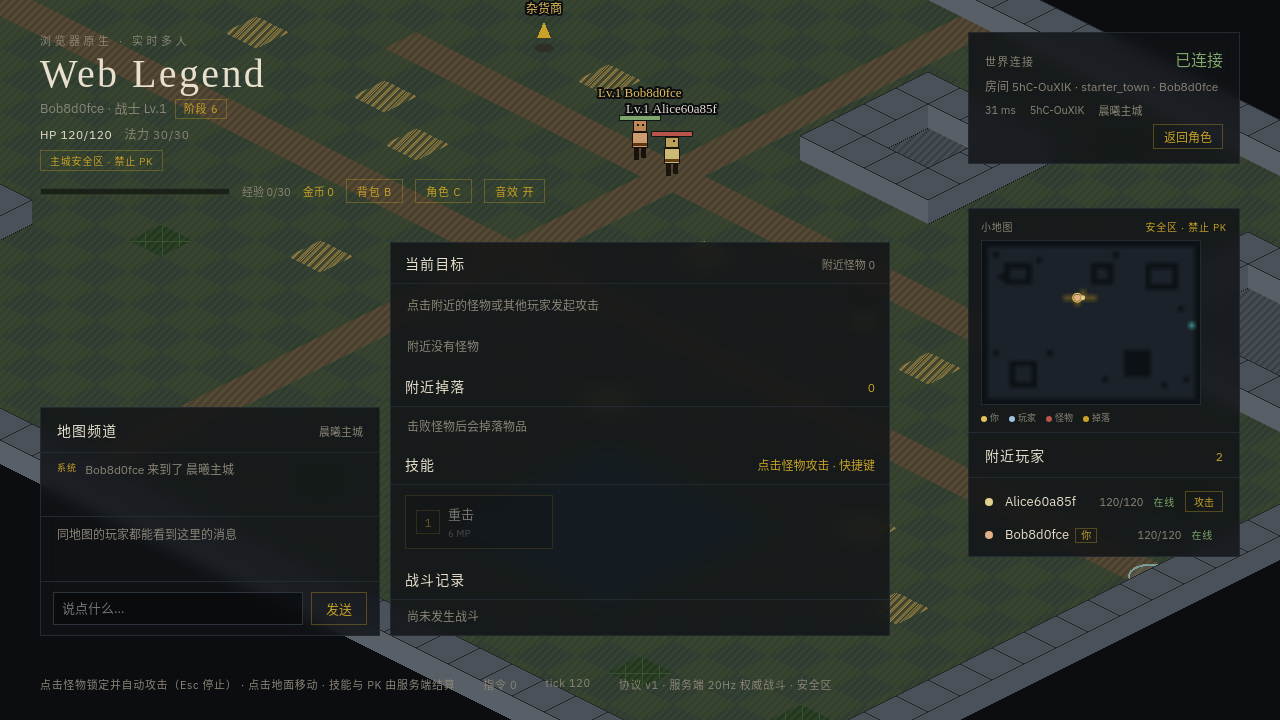 杂货商
浏览器原生 · 实时多人
Web Legend
Bob8d0fce · 战士 Lv.1 阶段 6
HP 120/120 法力 30/30
主城安全区 · 禁止 PK
经验 0/30 金币 0 背包 B 角色 C 音效 开
Lv.1 Bob8d0fce
Lv.1 Alice60a85f
世界连接 已连接
房间 5hC-OuXIK · starter_town · Bob8d0fce
31 ms 5hC-OuXIK 晨曦主城
返回角色
小地图 安全区 · 禁止 PK
你 玩家 怪物 掉落
附近玩家 2
Alice60a85f 120/120 在线 攻击
Bob8d0fce 你 120/120 在线
当前目标 附近怪物 0
点击附近的怪物或其他玩家发起攻击
附近没有怪物
附近掉落 0
击败怪物后会掉落物品
技能 点击怪物攻击 · 快捷键
1 重击
6 MP
战斗记录
尚未发生战斗
地图频道 晨曦主城
系统 Bob8d0fce 来到了 晨曦主城
同地图的玩家都能看到这里的消息
说点什么... 发送
点击怪物锁定并自动攻击（Esc 停止） · 点击地面移动 · 技能与 PK 由服务端结算 指令 0 tick 120 协议 v1 · 服务端 20Hz 权威战斗 · 安全区